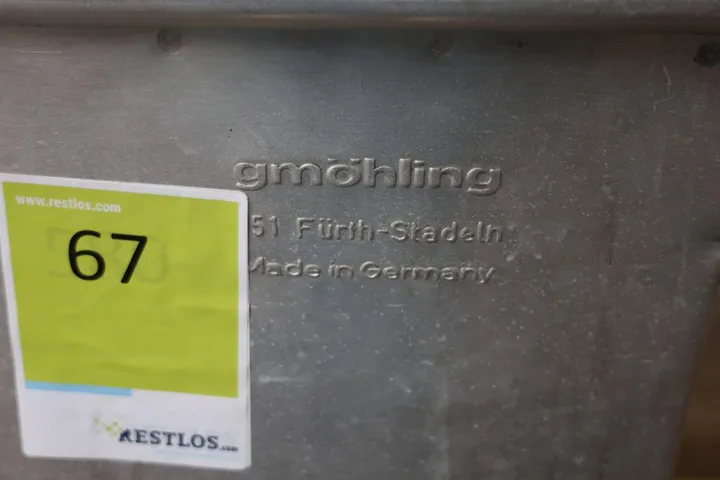 gmöhling
51 Fürth-Stadeln
Made in Germany
www.restlos.com
67
RESTLOS.com